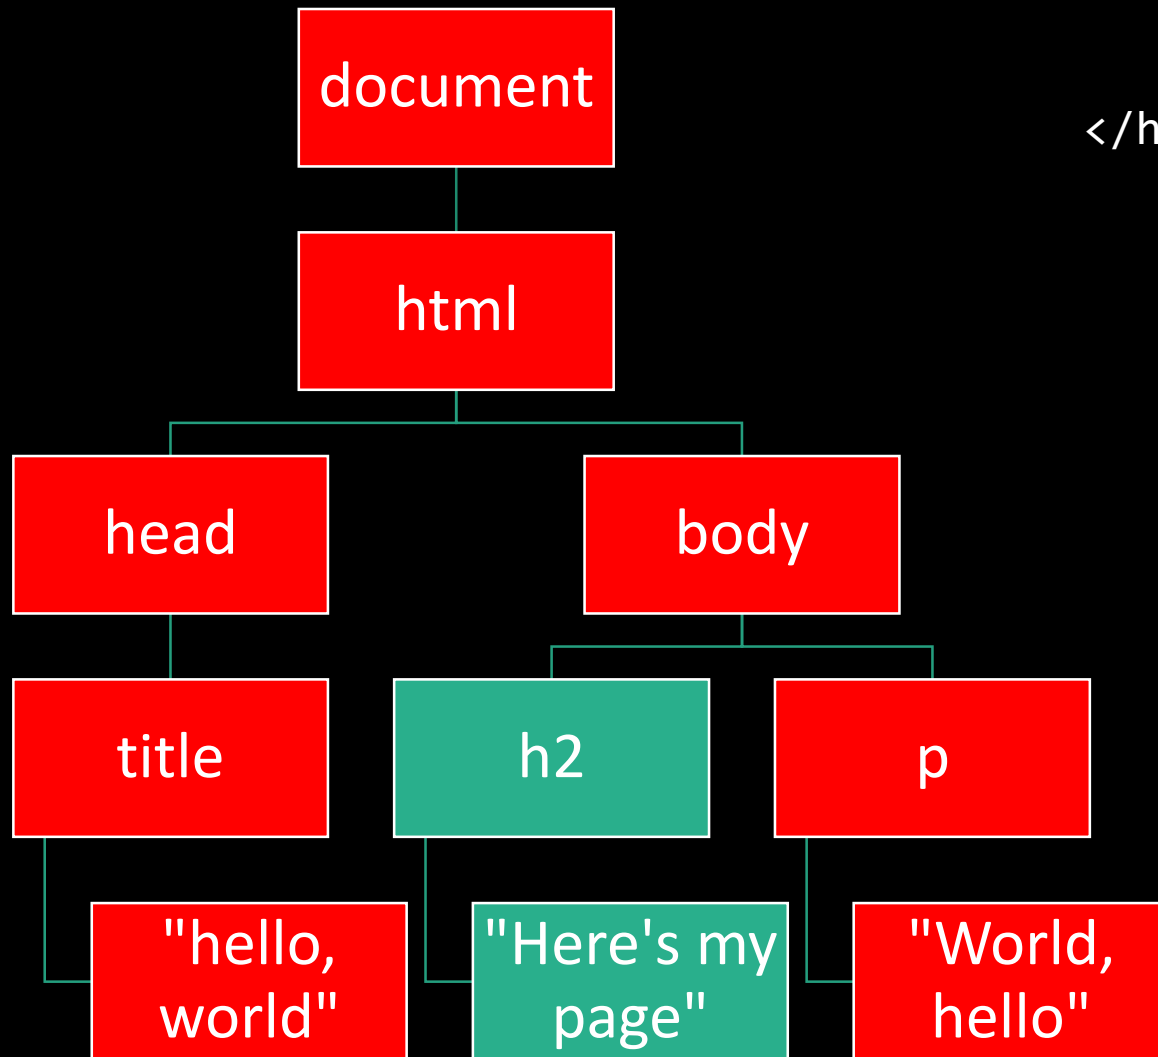 document
</h
html
head
body
title
h2
p
"hello,
world"
"Here's my
page"
"World,
hello"